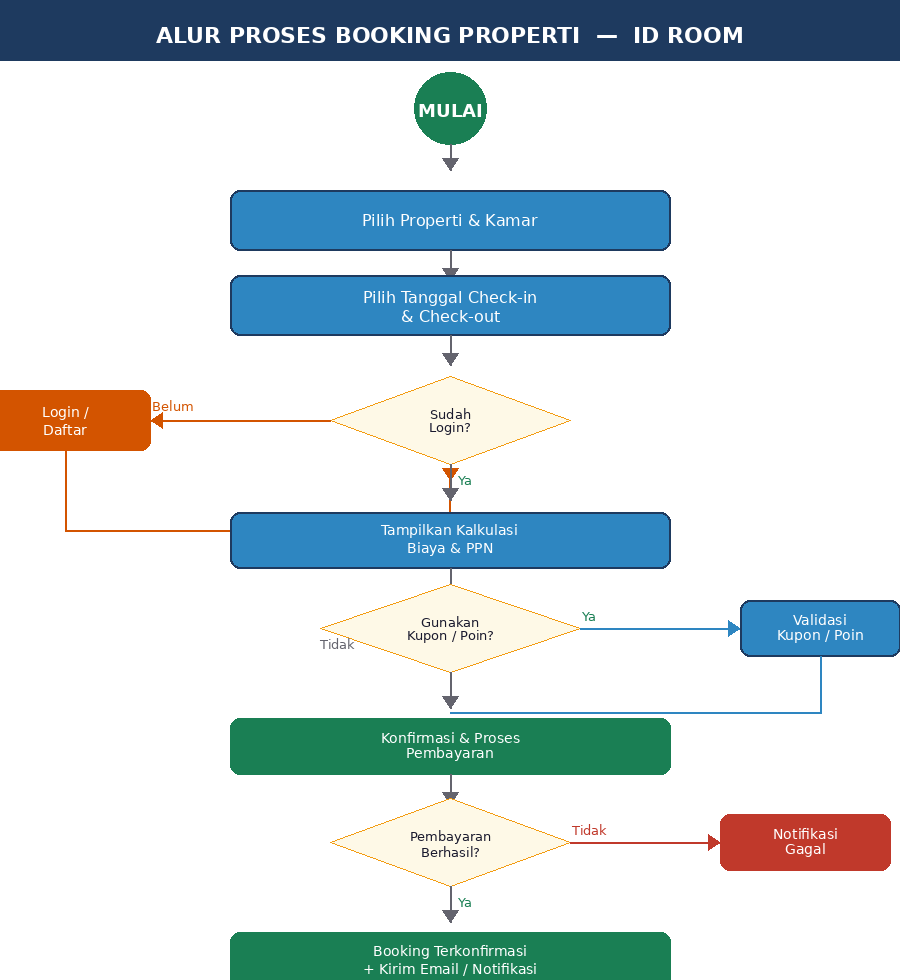 ALUR PROSES BOOKING PROPERTI — ID ROOM
MULAI
Pilih Properti & Kamar
Pilih Tanggal Check-in
& Check-out
Sudah
Login?
Belum
Login /
Daftar
Ya
Tampilkan Kalkulasi
Biaya & PPN
Gunakan
Kupon / Poin?
Ya
Validasi
Kupon / Poin
Tidak
Konfirmasi & Proses
Pembayaran
Pembayaran
Berhasil?
Tidak
Notifikasi
Gagal
Ya
Booking Terkonfirmasi
+ Kirim Email / Notifikasi